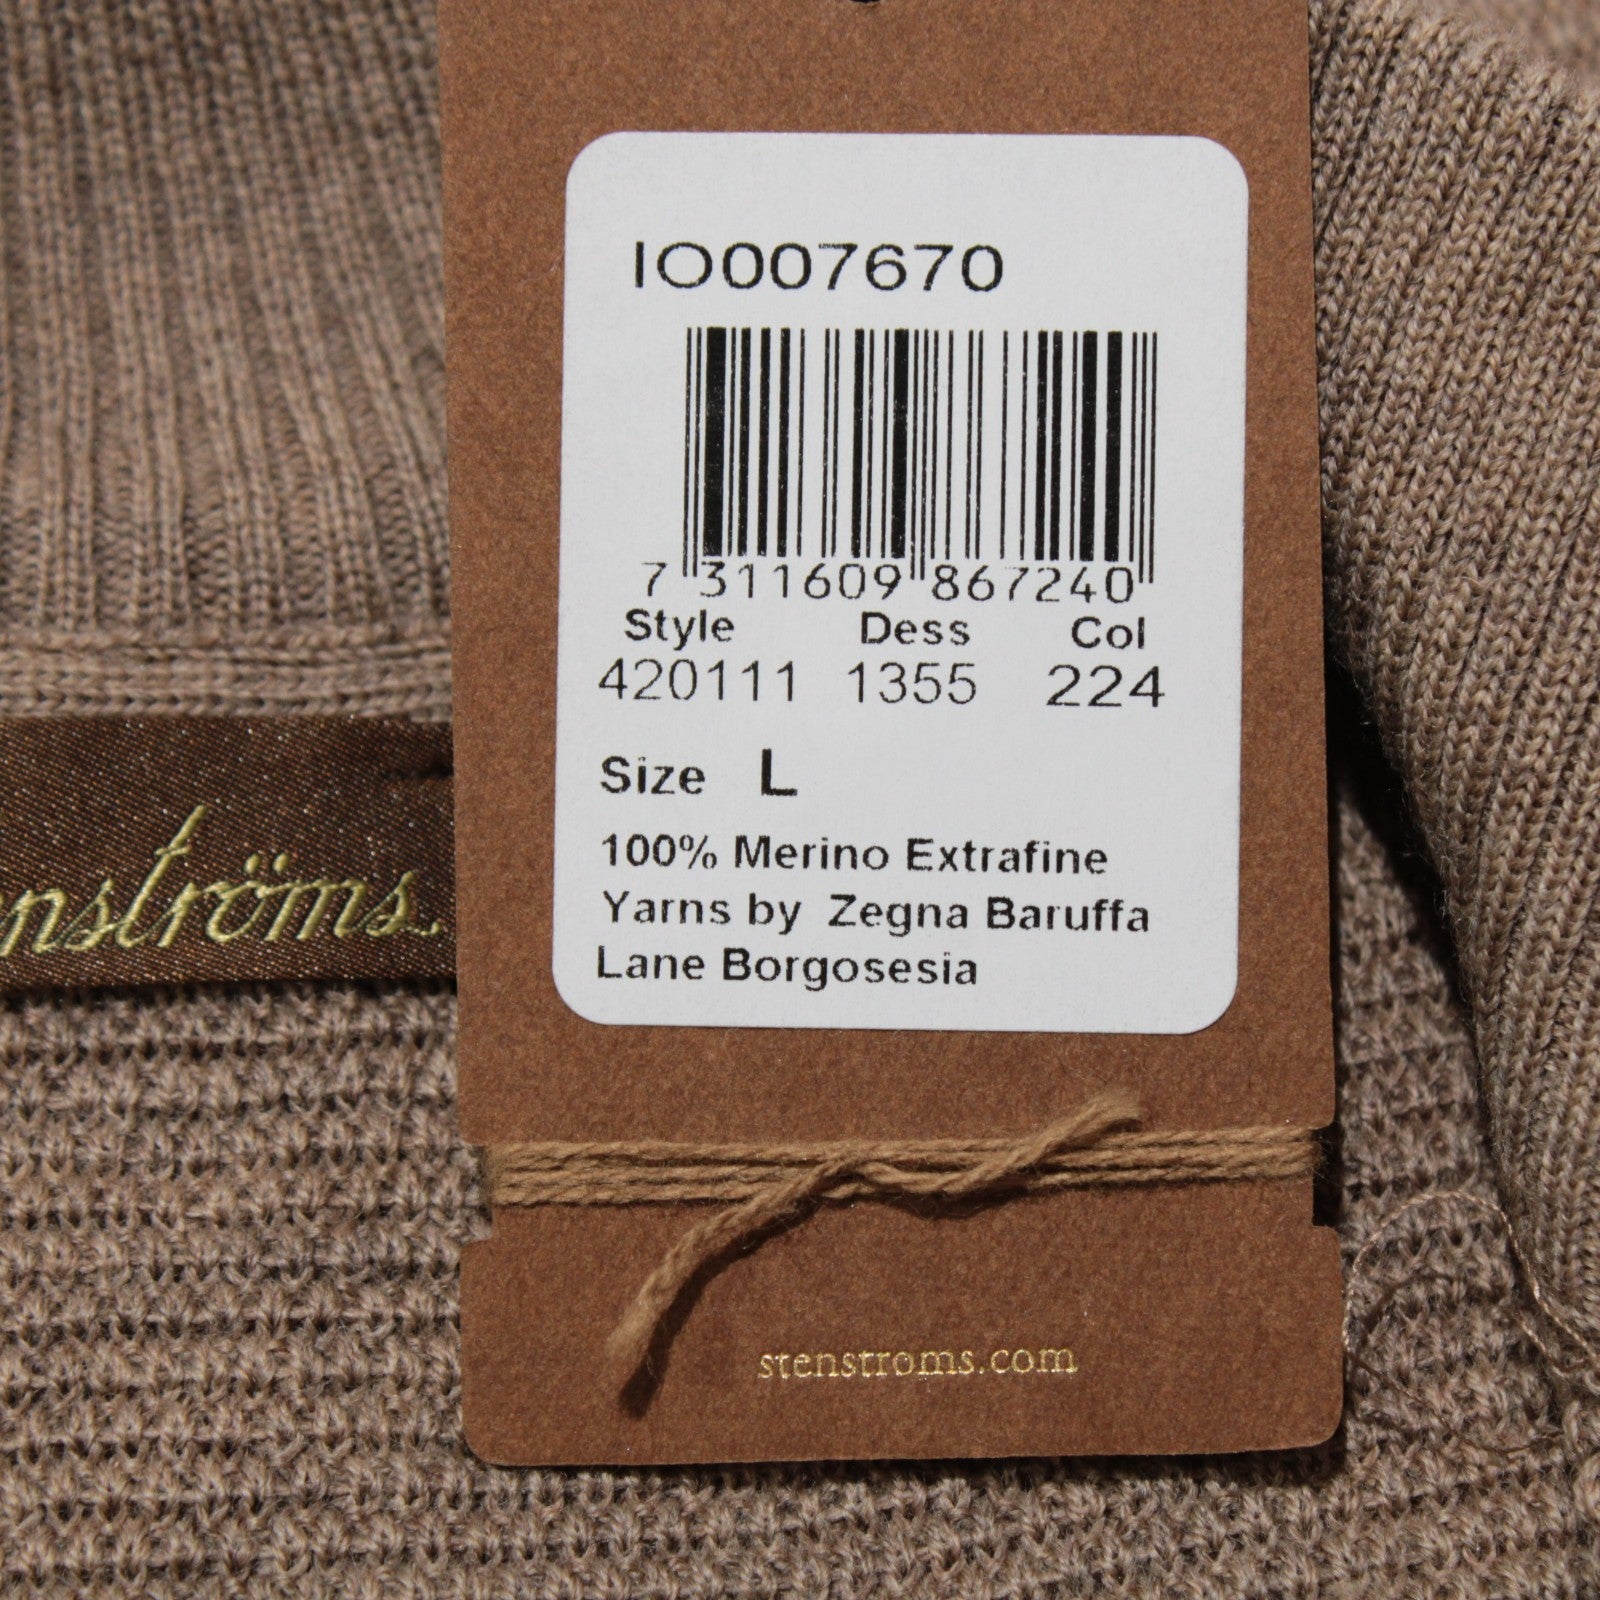 IO007670
7 311609 867240
Style Dess Col
420111 1355 224
Size L
100% Merino Extrafine
Yarns by Zegna Baruffa
Lane Borgosesia
enströms.
stenstroms.com